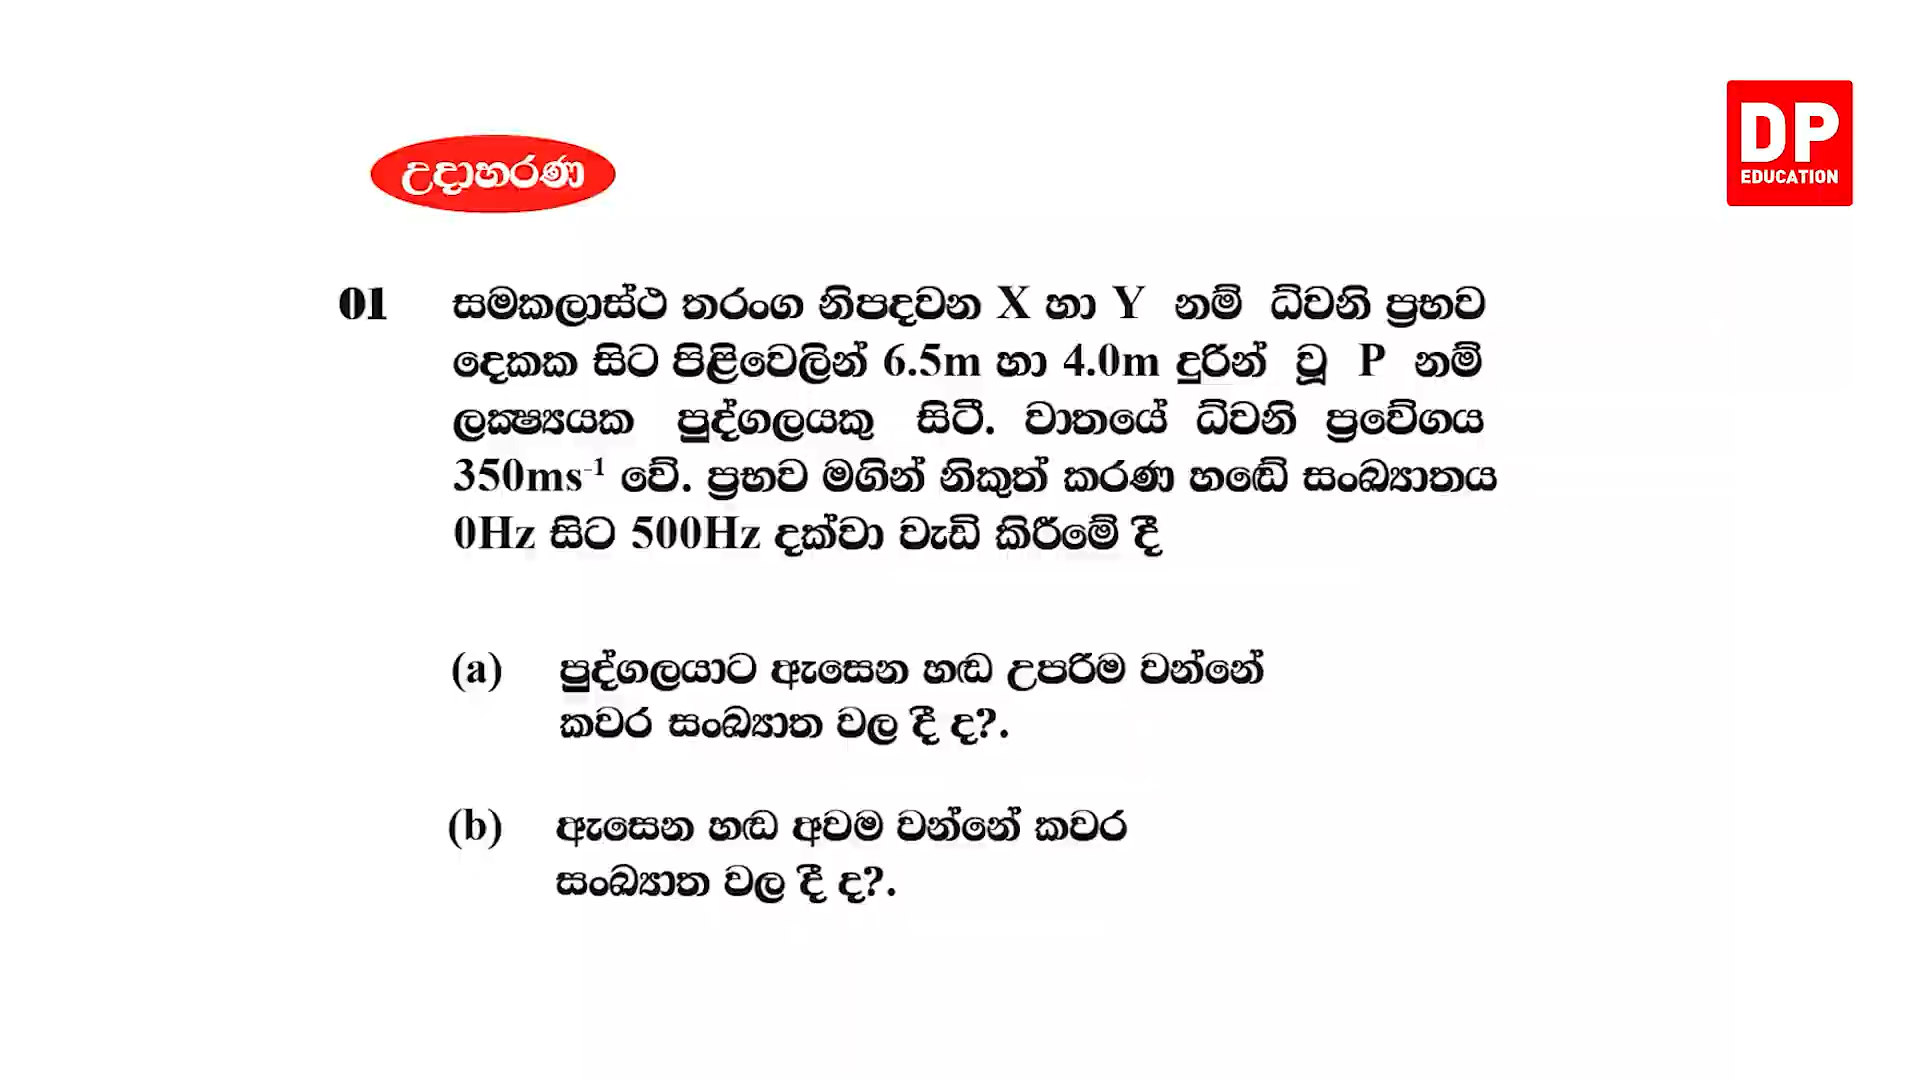 DP
EDUCATION
උදාහරණ
01 සමකලාස්ථ තරංග නිපදවන X හා Y නම් ධ්වනි ප්‍රභව
දෙකක සිට පිළිවෙලින් 6.5m හා 4.0m දුරින් වූ P නම්
ලක්ෂ්‍යයක පුද්ගලයකු සිටී. වාතයේ ධ්වනි ප්‍රවේගය
350ms⁻¹ වේ. ප්‍රභව මගින් නිකුත් කරණ හඬේ සංඛ්‍යාතය
0Hz සිට 500Hz දක්වා වැඩි කිරීමේ දී
(a) පුද්ගලයාට ඇසෙන හඬ උපරිම වන්නේ
කවර සංඛ්‍යාත වල දී ද?.
(b) ඇසෙන හඬ අවම වන්නේ කවර
සංඛ්‍යාත වල දී ද?.